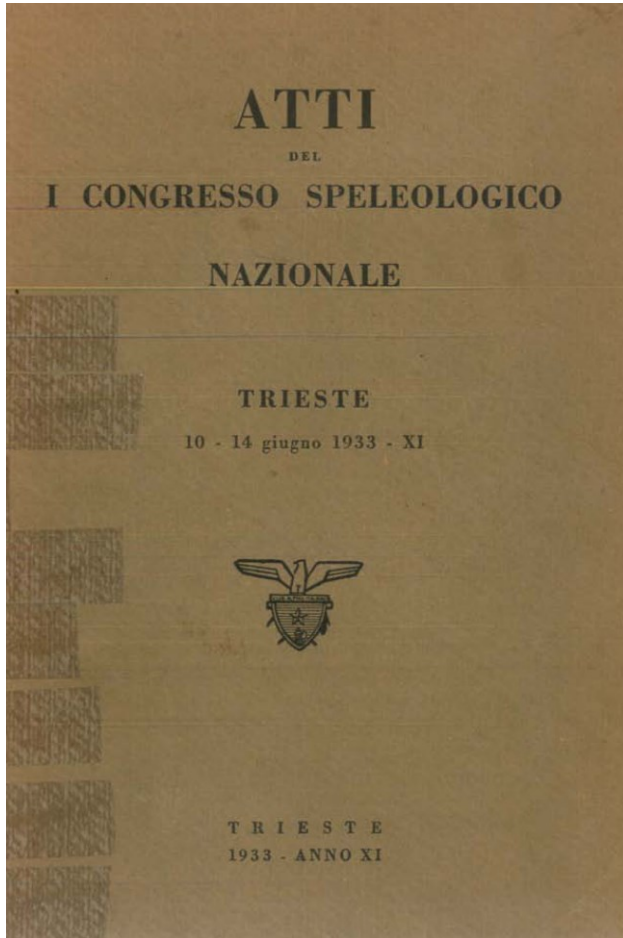 ATTI
DEL
I CONGRESSO SPELEOLOGICO
NAZIONALE
TRIESTE
10 - 14 giugno 1933 - XI
TRIESTE
1933 - ANNO XI